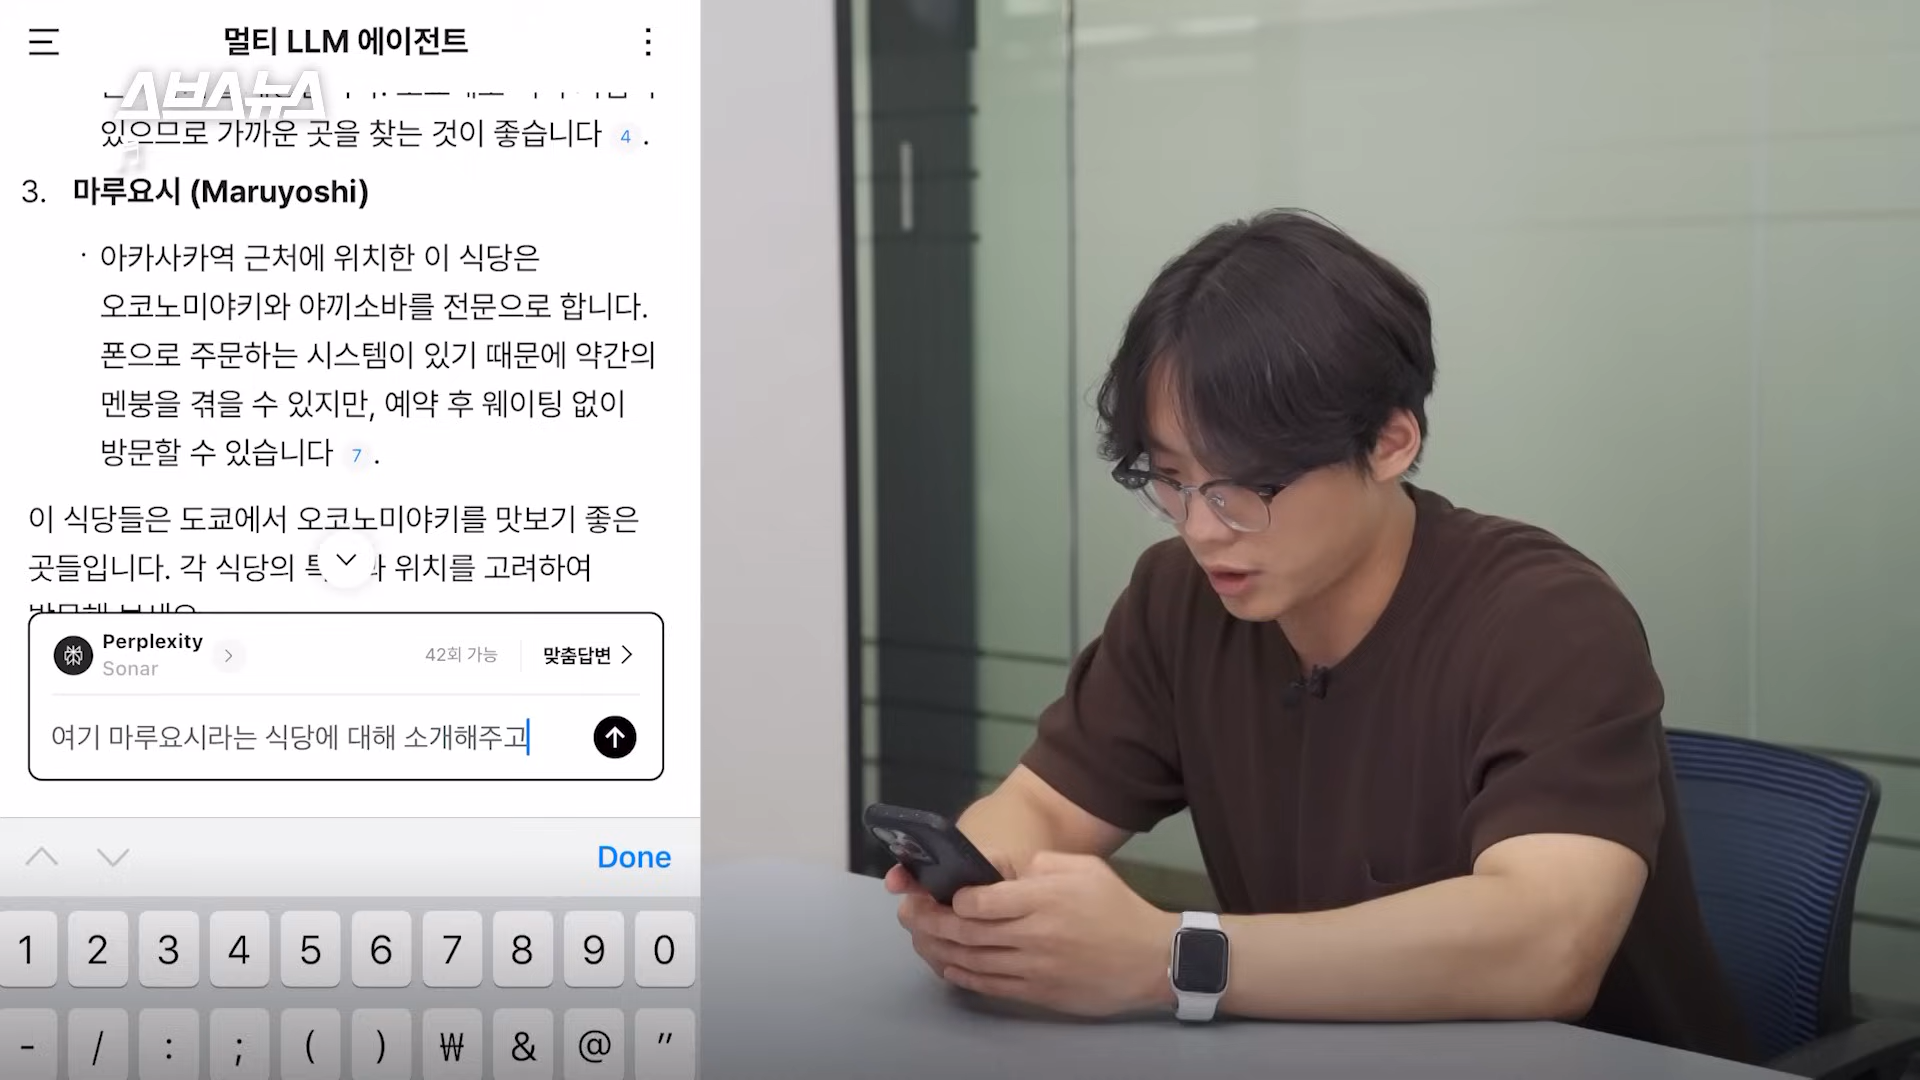 멀티 LLM 에이전트
스브스뉴스
있으므로 가까운 곳을 찾는 것이 좋습니다 4 .
3. 마루요시 (Maruyoshi)
· 아카사카역 근처에 위치한 이 식당은
오코노미야키와 야끼소바를 전문으로 합니다.
폰으로 주문하는 시스템이 있기 때문에 약간의
멘붕을 겪을 수 있지만, 예약 후 웨이팅 없이
방문할 수 있습니다 7 .
이 식당들은 도쿄에서 오코노미야키를 맛보기 좋은
곳들입니다. 각 식당의 위치를 고려하여
Perplexity
Sonar
42회 가능
맞춤답변
여기 마루요시라는 식당에 대해 소개해주고
Done
1 2 3 4 5 6 7 8 9 0
- / : ; ( ) ₩ & @ "